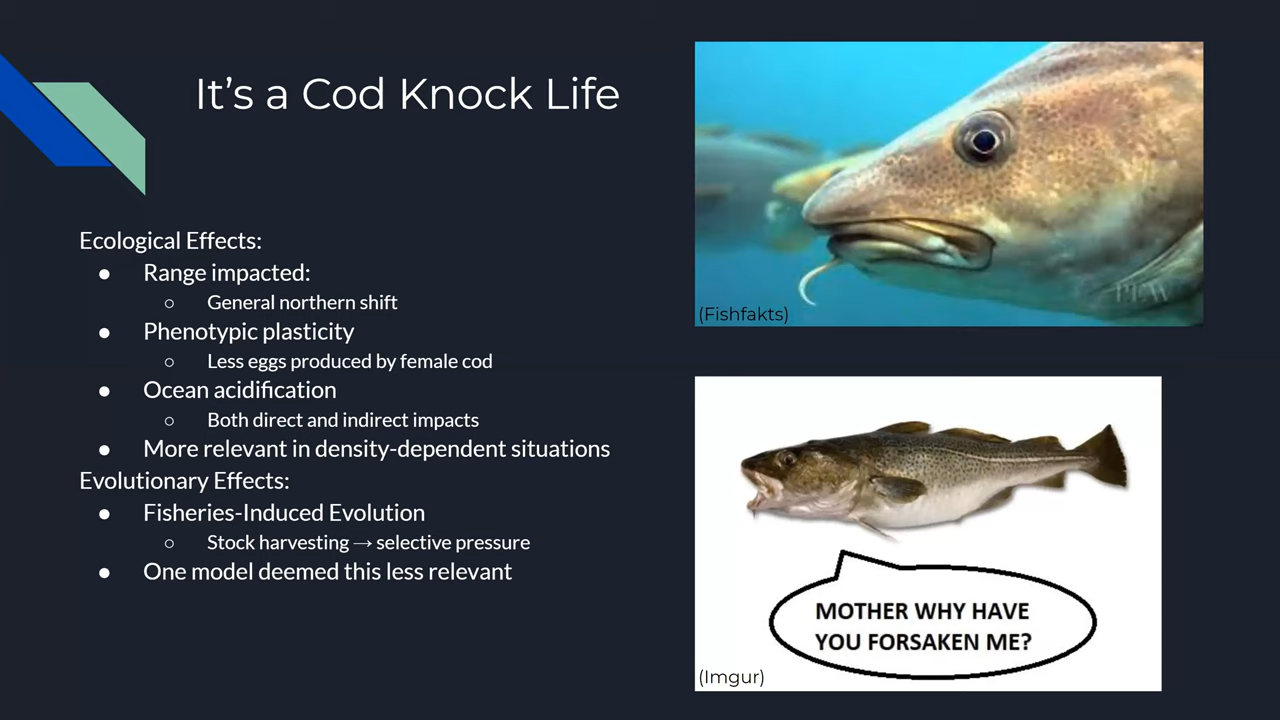 It's a Cod Knock Life
Ecological Effects:
● Range impacted:
○ General northern shift
● Phenotypic plasticity
○ Less eggs produced by female cod
● Ocean acidification
○ Both direct and indirect impacts
● More relevant in density-dependent situations
Evolutionary Effects:
● Fisheries-Induced Evolution
○ Stock harvesting → selective pressure
● One model deemed this less relevant
(Fishfakts)
MOTHER WHY HAVE
YOU FORSAKEN ME?
(Imgur)